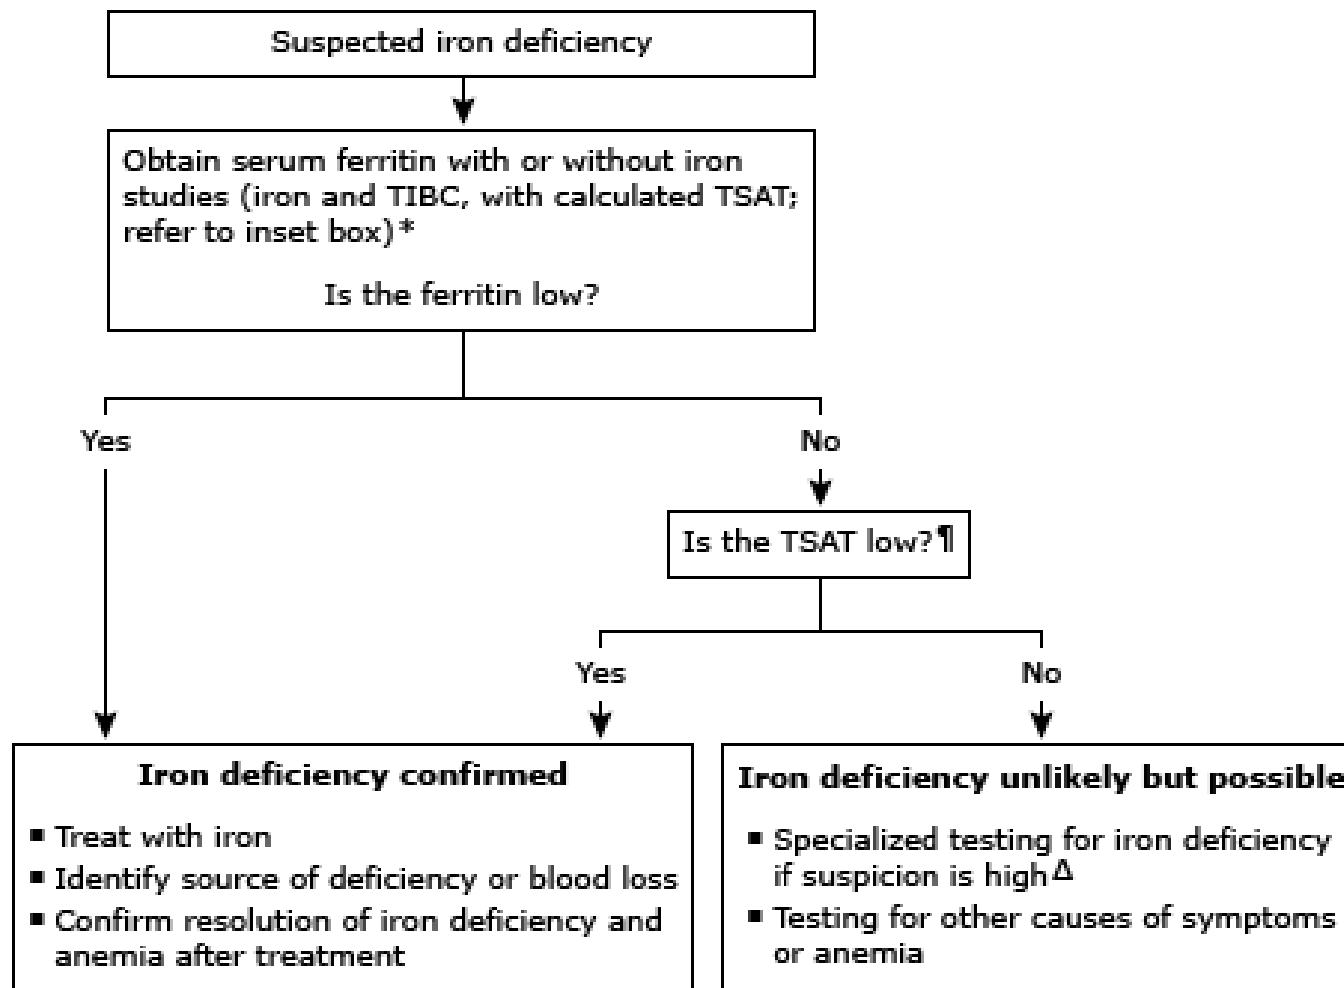 Suspected iron deficiency
Obtain serum ferritin with or without iron
studies (iron and TIBC, with calculated TSAT;
refer to inset box)*
Is the ferritin low?
Yes
No
Is the TSAT low?¶
Yes
No
Iron deficiency confirmed
▪ Treat with iron
▪ Identify source of deficiency or blood loss
▪ Confirm resolution of iron deficiency and
anemia after treatment
Iron deficiency unlikely but possible
▪ Specialized testing for iron deficiency
if suspicion is highΔ
▪ Testing for other causes of symptoms
or anemia